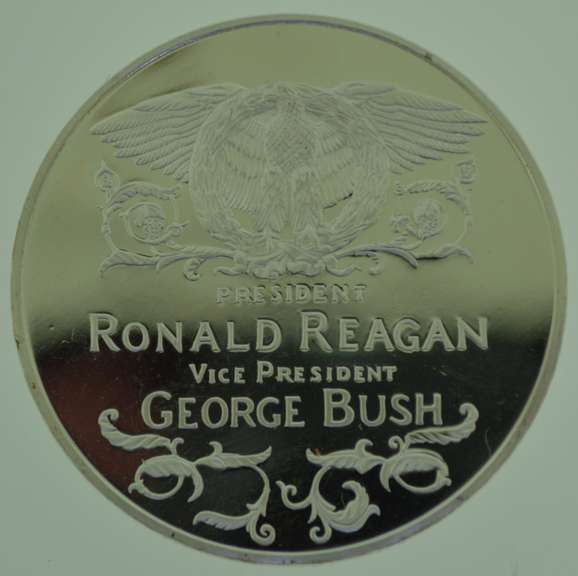 PRESIDENT
RONALD REAGAN
VICE PRESIDENT
GEORGE BUSH